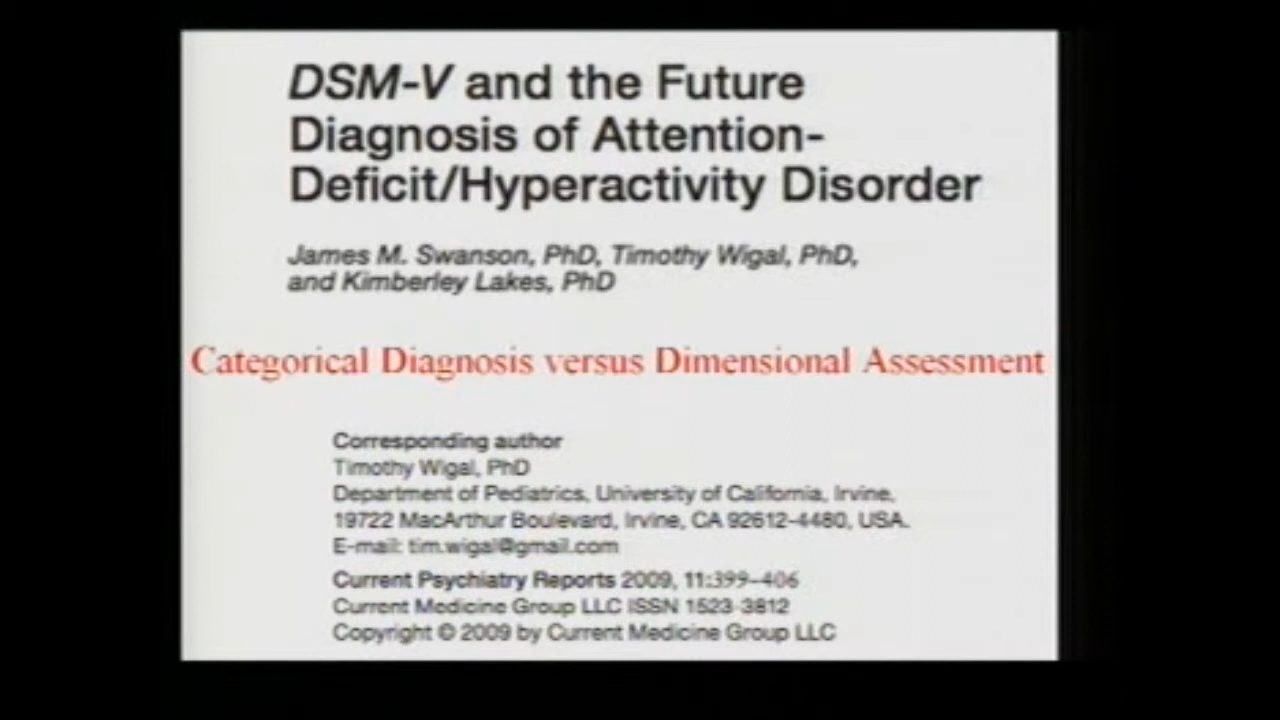 DSM-V and the Future
Diagnosis of Attention-
Deficit/Hyperactivity Disorder
James M. Swanson, PhD, Timothy Wigal, PhD,
and Kimberley Lakes, PhD
Categorical Diagnosis versus Dimensional Assessment
Corresponding author
Timothy Wigal, PhD
Department of Pediatrics, University of California, Irvine,
19722 MacArthur Boulevard, Irvine, CA 92612-4480, USA.
E-mail: tim.wigal@gmail.com
Current Psychiatry Reports 2009, 11:399–406
Current Medicine Group LLC ISSN 1523-3812
Copyright © 2009 by Current Medicine Group LLC